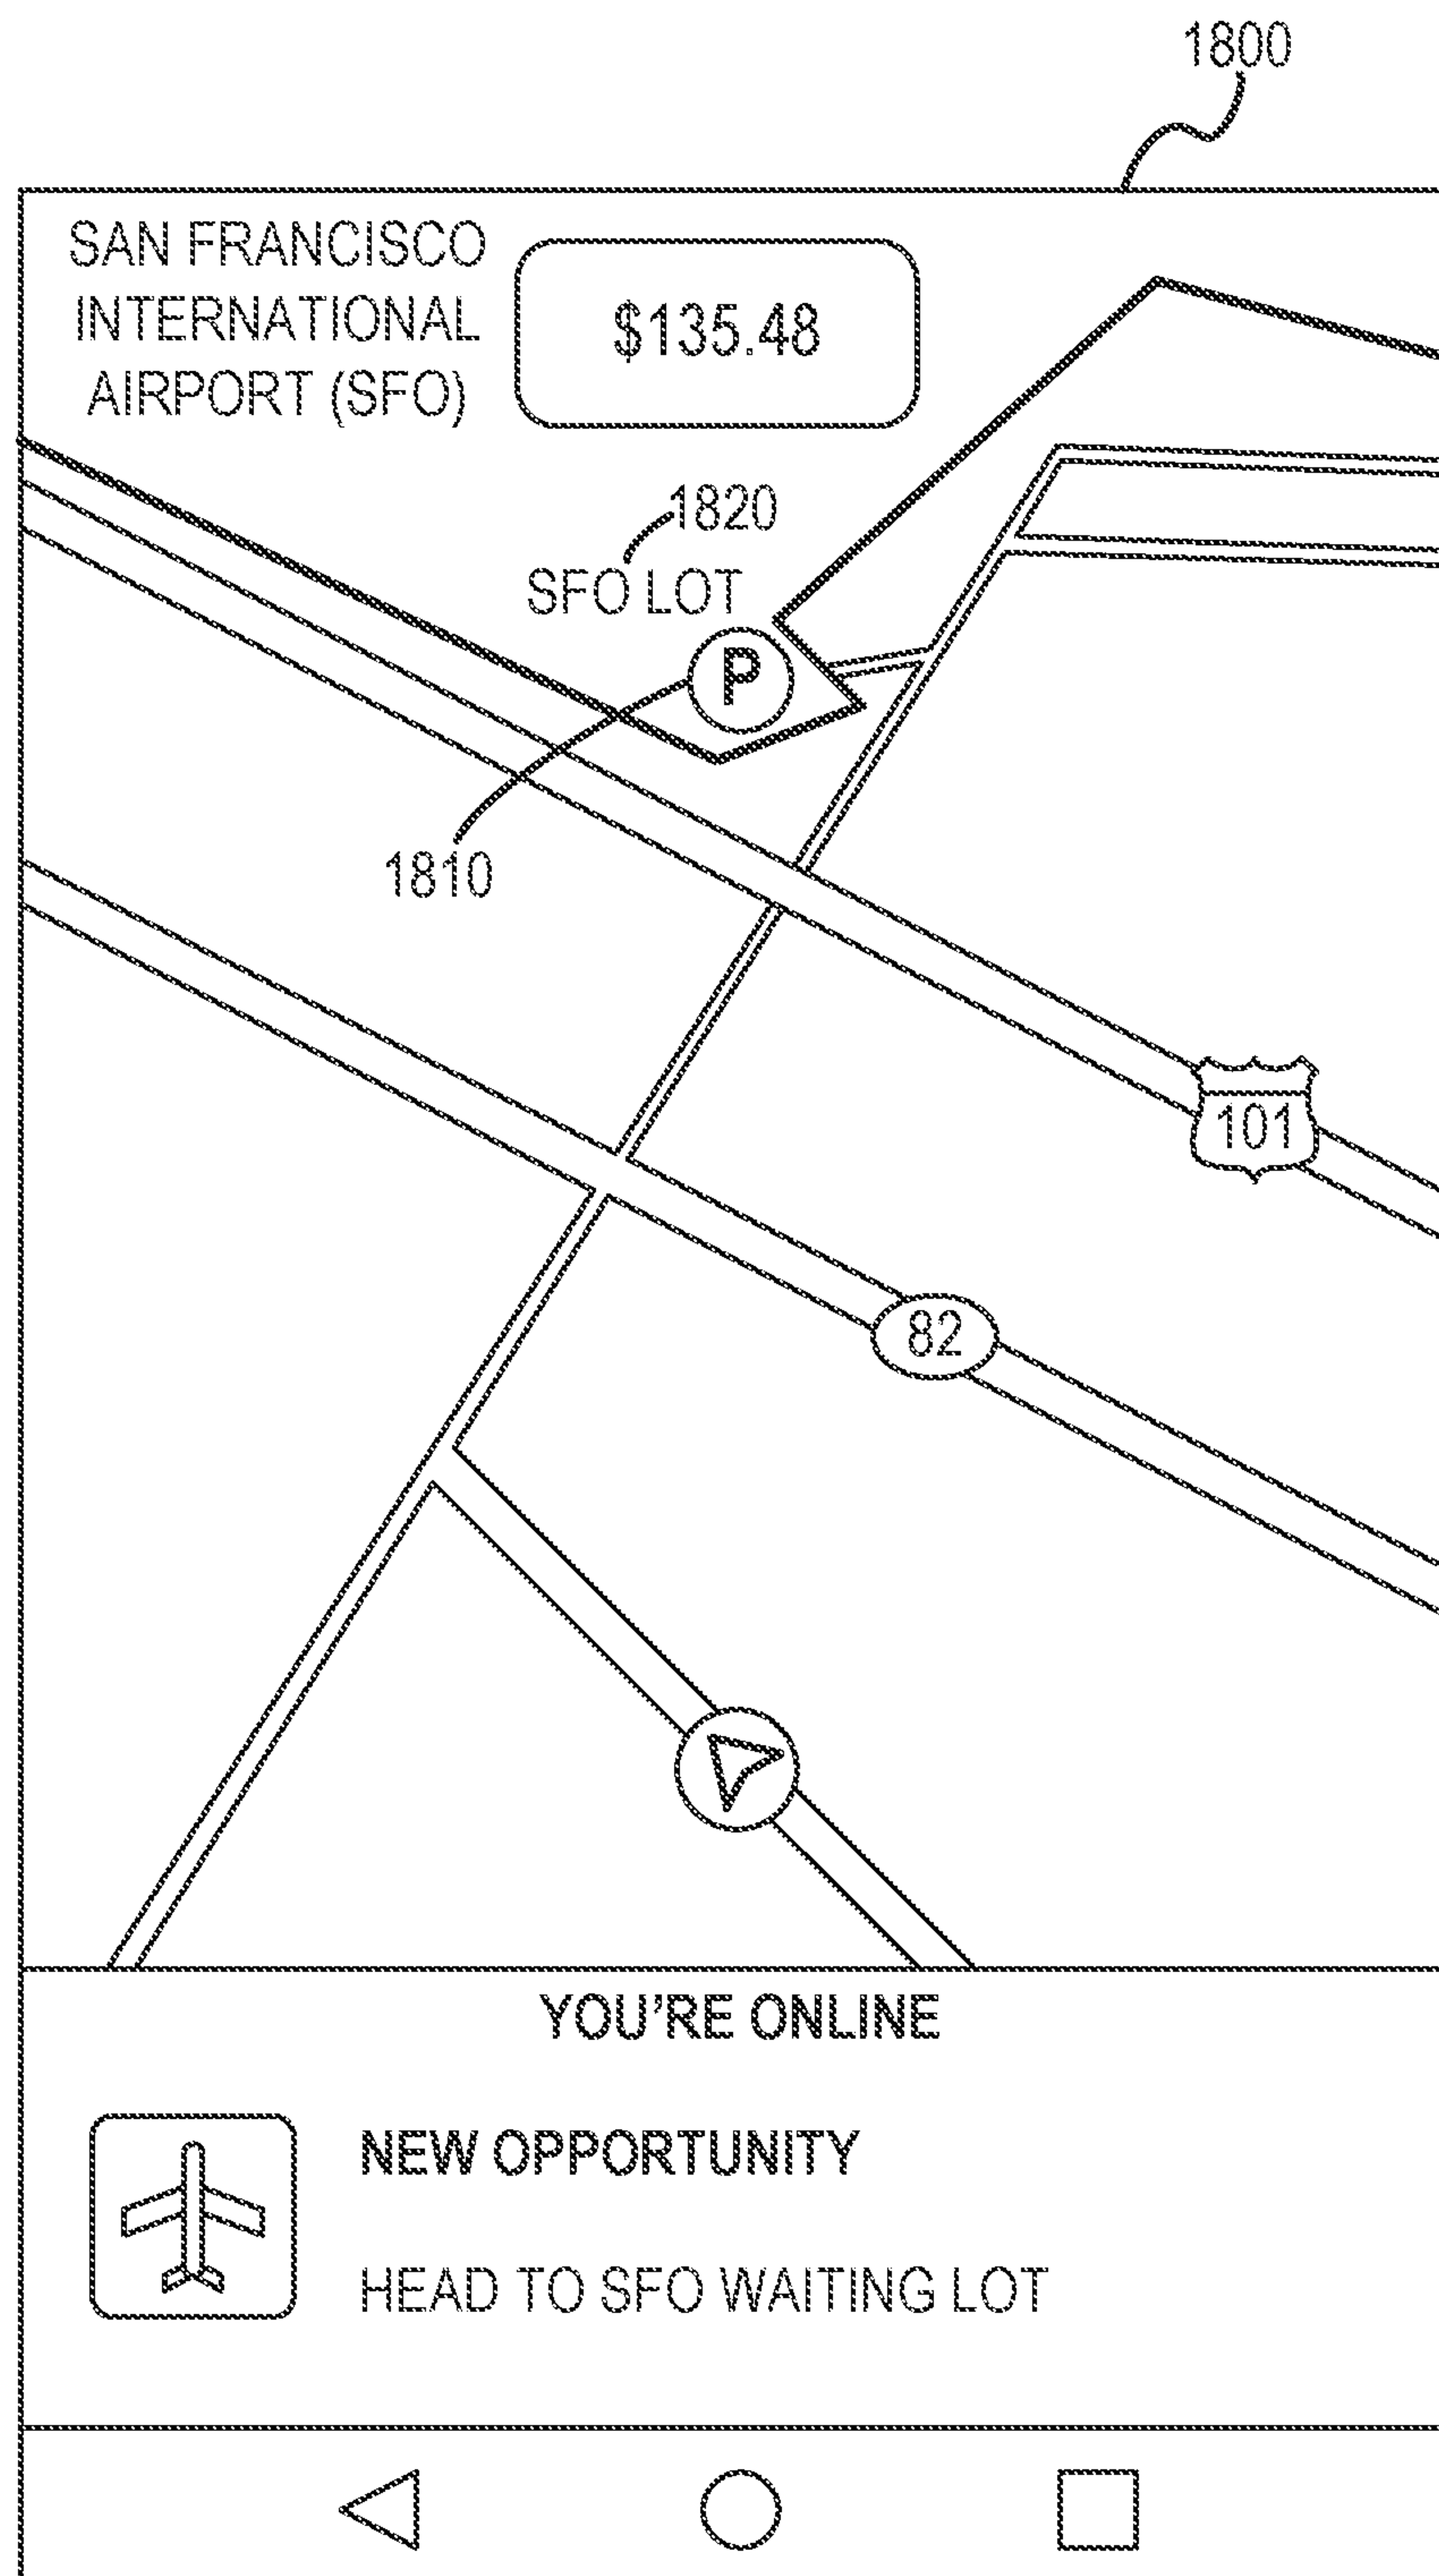 1800
SAN FRANCISCO
INTERNATIONAL
AIRPORT (SFO)
$135.48
1820
SFO LOT
P
1810
101
82
YOU'RE ONLINE
NEW OPPORTUNITY
HEAD TO SFO WAITING LOT